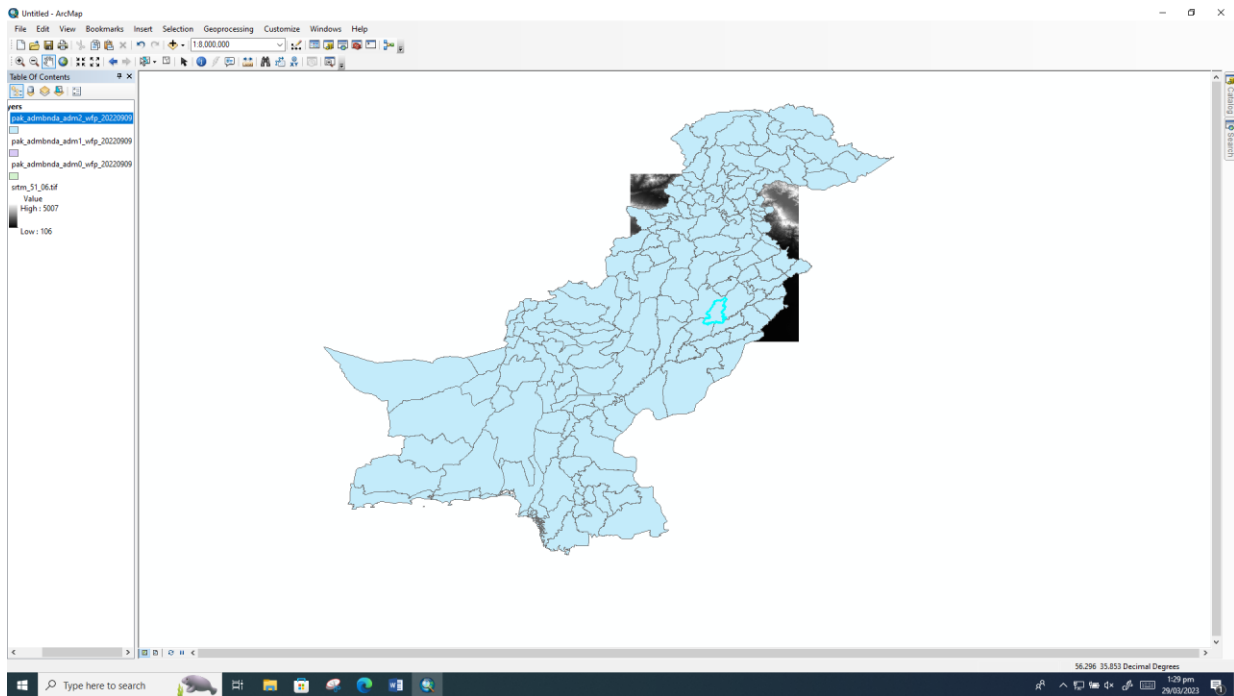 Untitled - ArcMap
File Edit View Bookmarks Insert Selection Geoprocessing Customize Windows Help
1:8,000,000
Table Of Contents
yers
pak_admbnda_adm2_wfp_20220909
pak_admbnda_adm1_wfp_20220909
pak_admbnda_adm0_wfp_20220909
srtm_51_06.tif
Value
High : 5007
Low : 106
Catalog
Search
56.296 35.853 Decimal Degrees
Type here to search
1:29 pm
29/03/2023